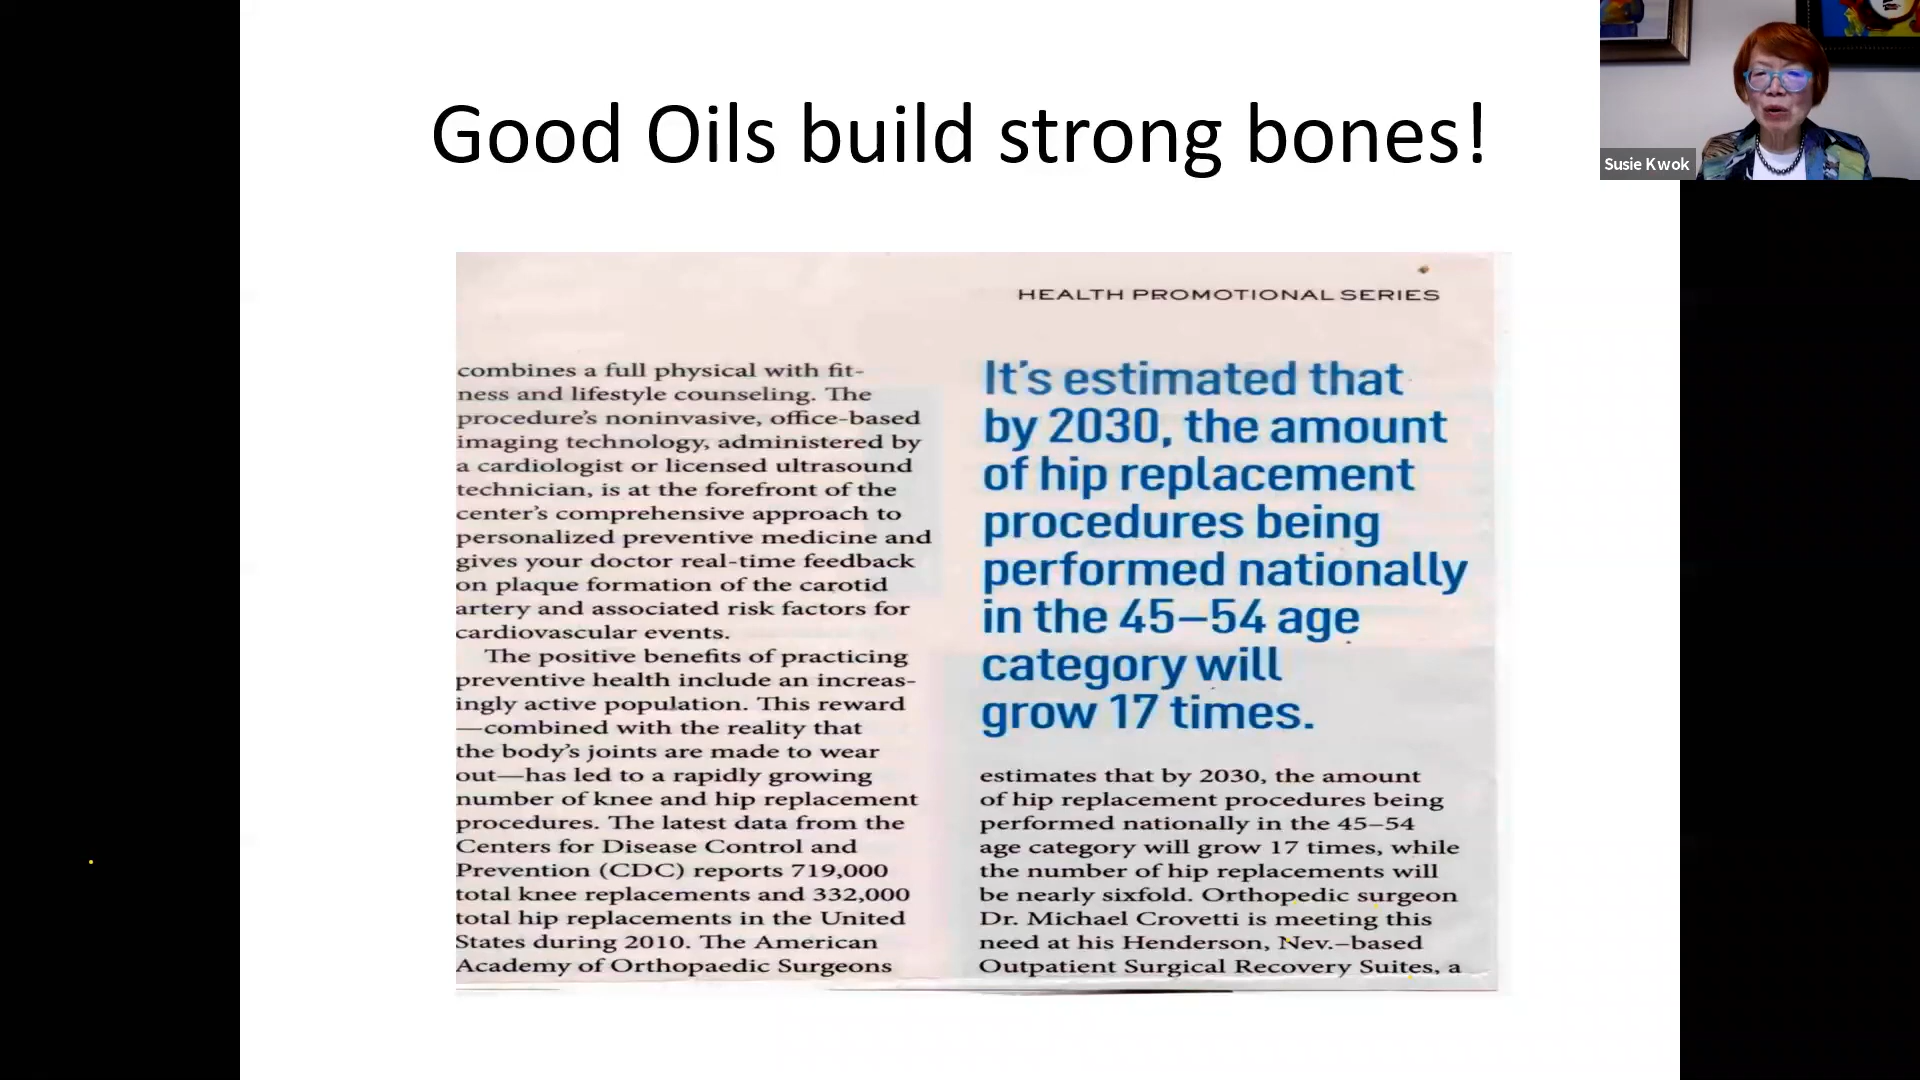 Good Oils build strong bones!
Susie Kwok
HEALTH PROMOTIONAL SERIES
combines a full physical with fit-
ness and lifestyle counseling. The
procedure's noninvasive, office-based
imaging technology, administered by
a cardiologist or licensed ultrasound
technician, is at the forefront of the
center's comprehensive approach to
personalized preventive medicine and
gives your doctor real-time feedback
on plaque formation of the carotid
artery and associated risk factors for
cardiovascular events.
The positive benefits of practicing
preventive health include an increas-
ingly active population. This reward
—combined with the reality that
the body's joints are made to wear
out—has led to a rapidly growing
number of knee and hip replacement
procedures. The latest data from the
Centers for Disease Control and
Prevention (CDC) reports 719,000
total knee replacements and 332,000
total hip replacements in the United
States during 2010. The American
Academy of Orthopaedic Surgeons
It's estimated that
by 2030, the amount
of hip replacement
procedures being
performed nationally
in the 45–54 age
category will
grow 17 times.
estimates that by 2030, the amount
of hip replacement procedures being
performed nationally in the 45–54
age category will grow 17 times, while
the number of hip replacements will
be nearly sixfold. Orthopedic surgeon
Dr. Michael Crovetti is meeting this
need at his Henderson, Nev.–based
Outpatient Surgical Recovery Suites, a